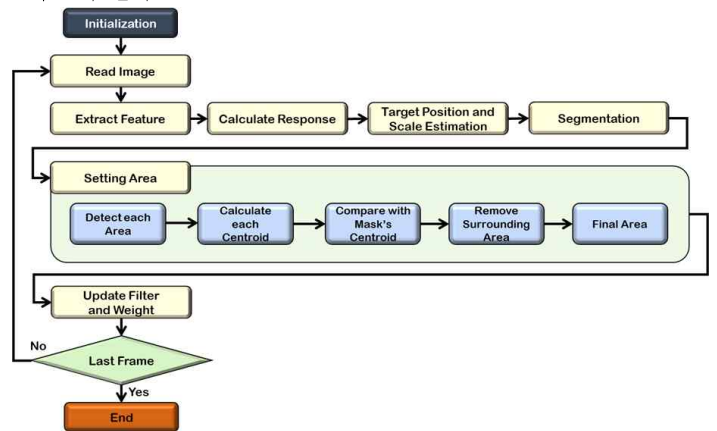 Initialization
Read Image
Extract Feature
Calculate Response
Target Position and
Scale Estimation
Segmentation
Setting Area
Detect each
Area
Calculate
each
Centroid
Compare with
Mask's
Centroid
Remove
Surrounding
Area
Final Area
Update Filter
and Weight
No
Last Frame
Yes
End